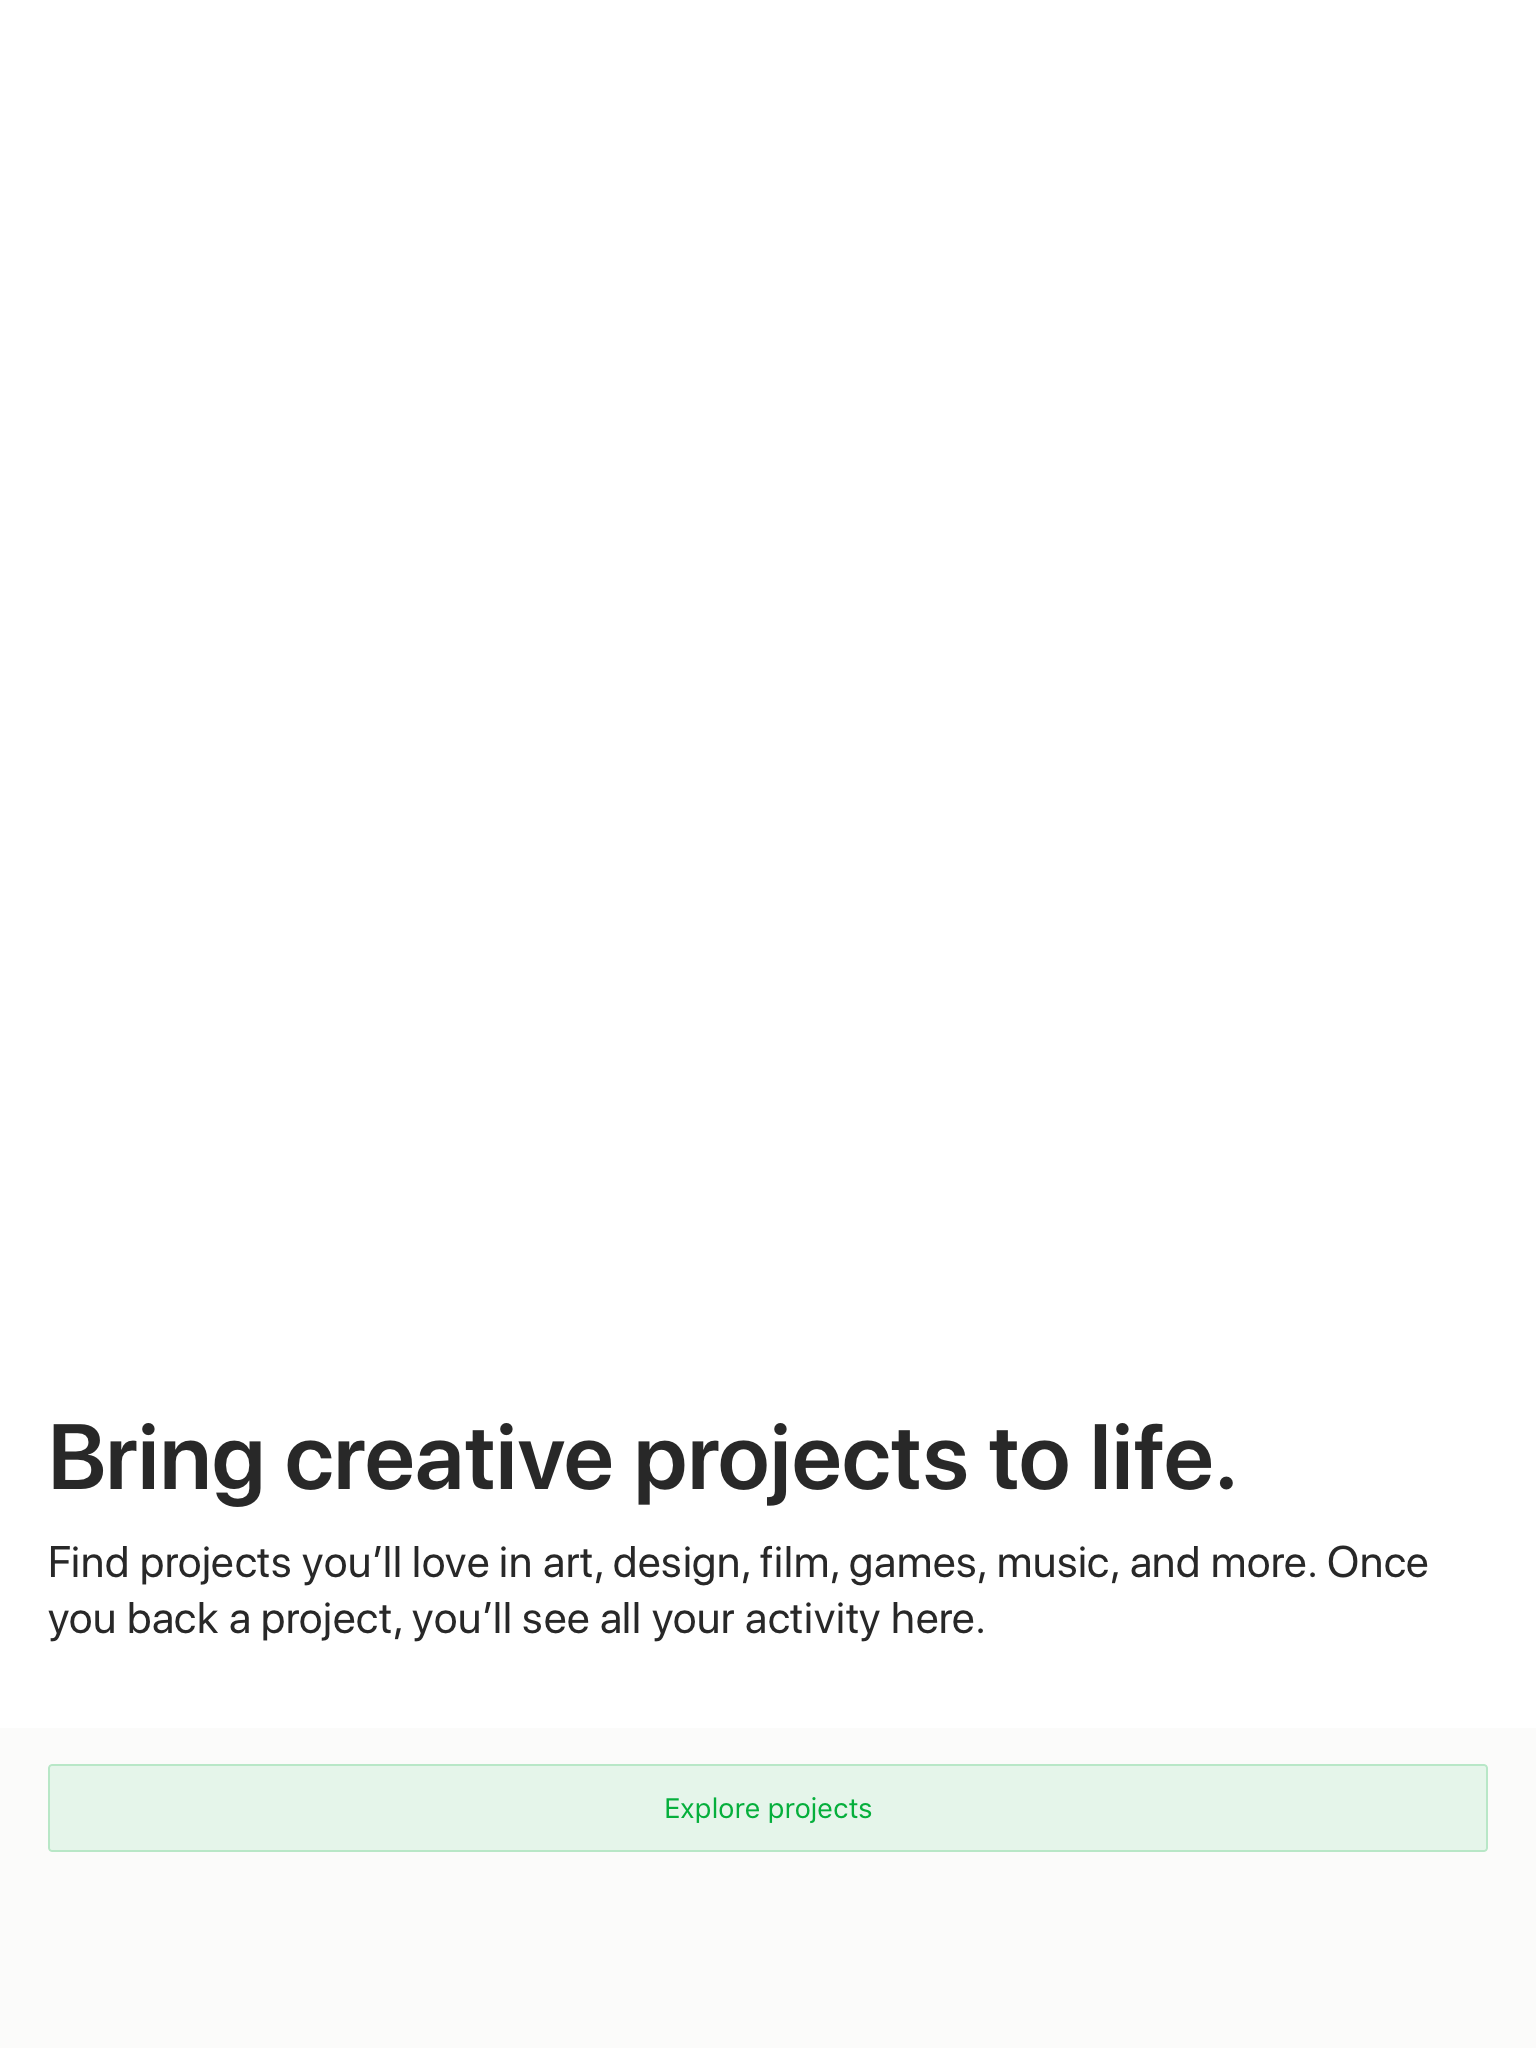 Bring creative projects to life.
Find projects you’ll love in art, design, film, games, music, and more. Once
you back a project, you’ll see all your activity here.
Explore projects